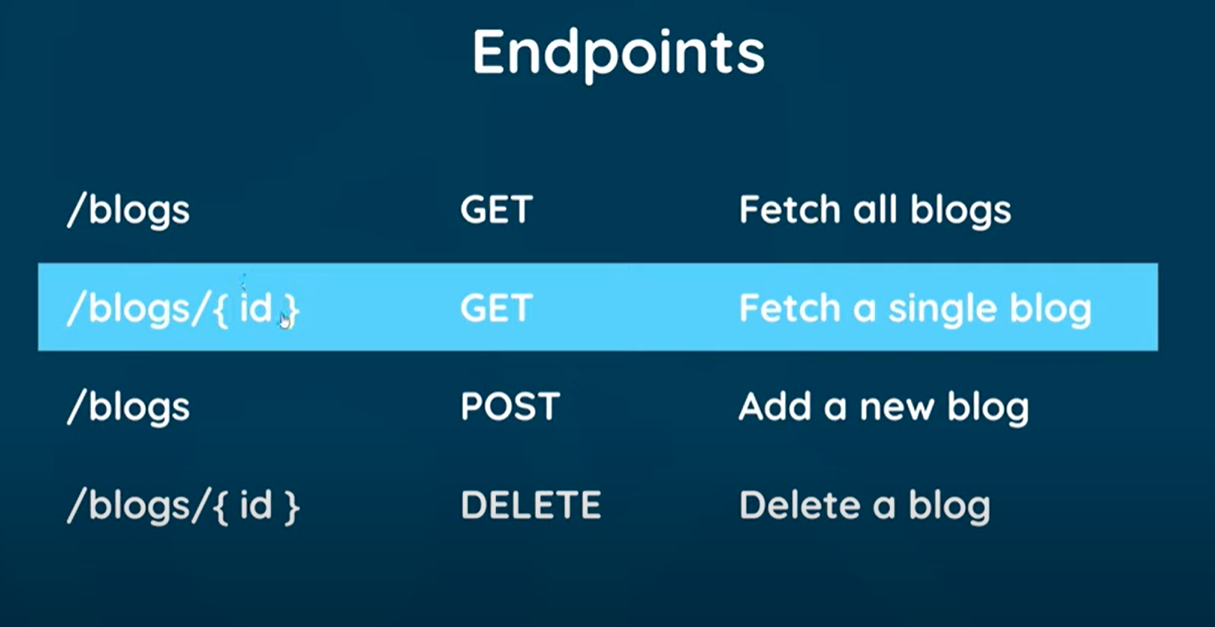 Endpoints
/blogs GET Fetch all blogs
/blogs/{ id } GET Fetch a single blog
/blogs POST Add a new blog
/blogs/{ id } DELETE Delete a blog